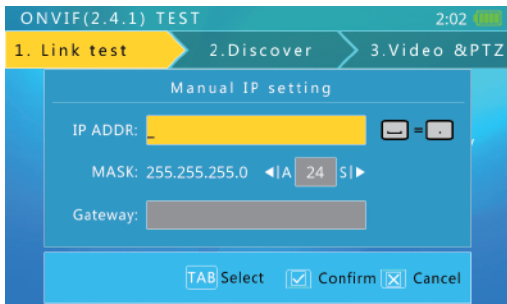 ONVIF(2.4.1) TEST 2:02
1. Link test 2.Discover 3.Video &PTZ
Manual IP setting
IP ADDR: _ ⎵ = .
MASK: 255.255.255.0 ◀|A 24 S|▶
Gateway:
TAB Select ☑ Confirm ☒ Cancel